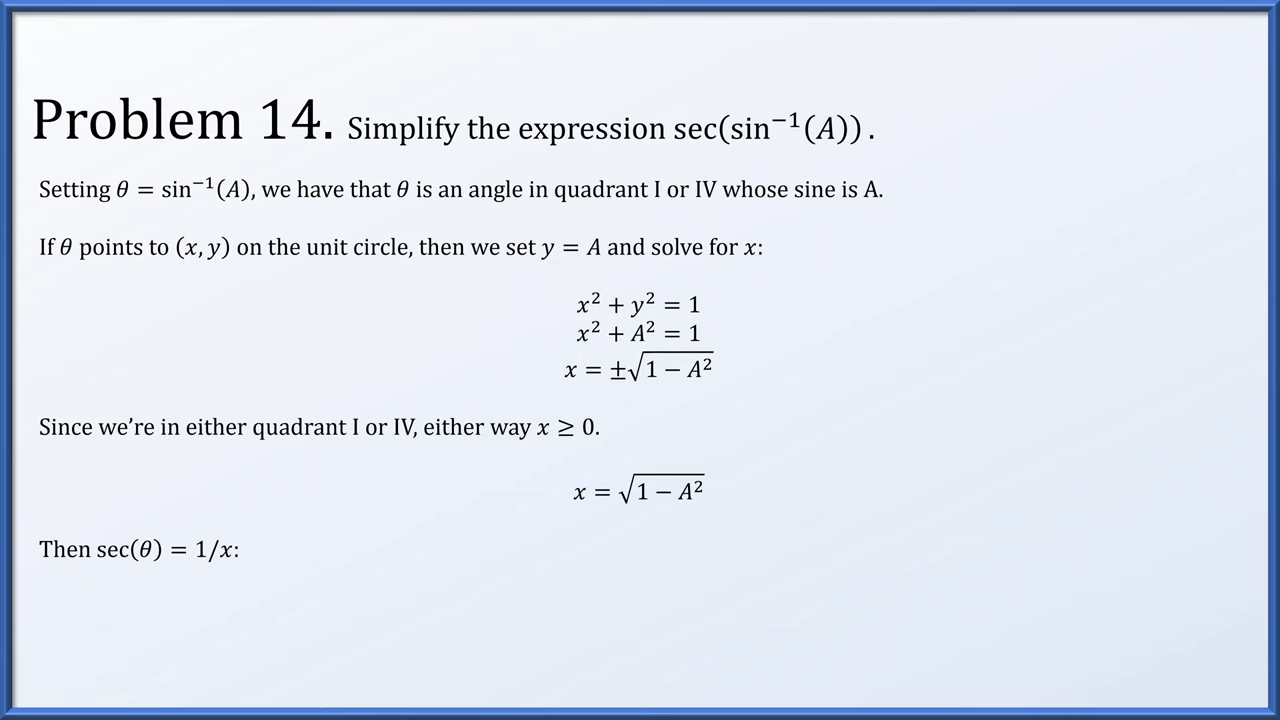 Problem 14. Simplify the expression sec(sin⁻¹(A)) .
Setting θ = sin⁻¹(A), we have that θ is an angle in quadrant I or IV whose sine is A.
If θ points to (x, y) on the unit circle, then we set y = A and solve for x:
x² + y² = 1
x² + A² = 1
x = ±√(1 − A²)
Since we’re in either quadrant I or IV, either way x ≥ 0.
x = √(1 − A²)
Then sec(θ) = 1/x: